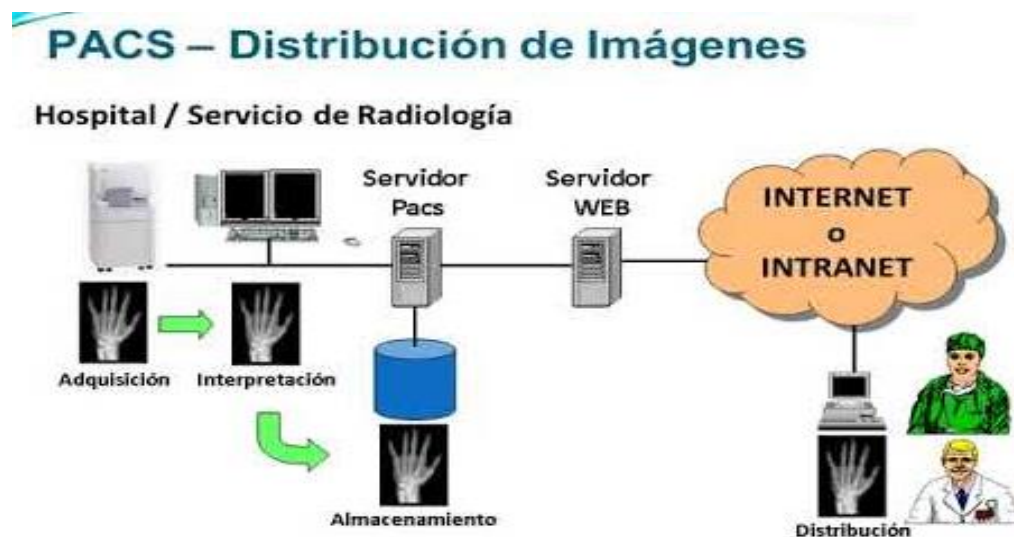 PACS – Distribución de Imágenes
Hospital / Servicio de Radiología
Servidor
Pacs
Servidor
WEB
INTERNET
o
INTRANET
Adquisición
Interpretación
Almacenamiento
Distribución